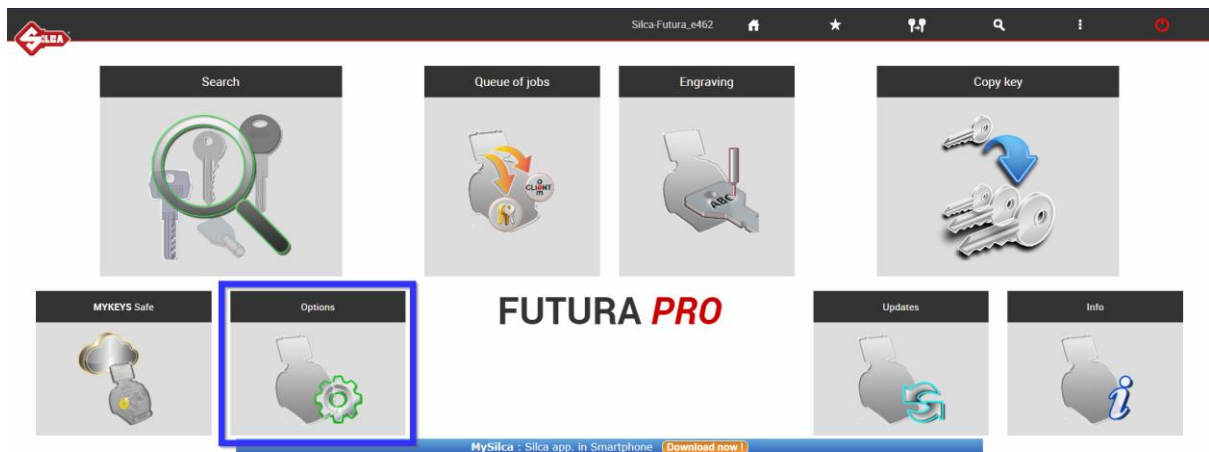 SILCA
Silca-Futura_e462
Search
Queue of jobs
Engraving
Copy key
CLIENT
m
ABC
MYKEYS Safe
Options
FUTURA PRO
Updates
Info
i
MySilca : Silca app. in Smartphone Download now !